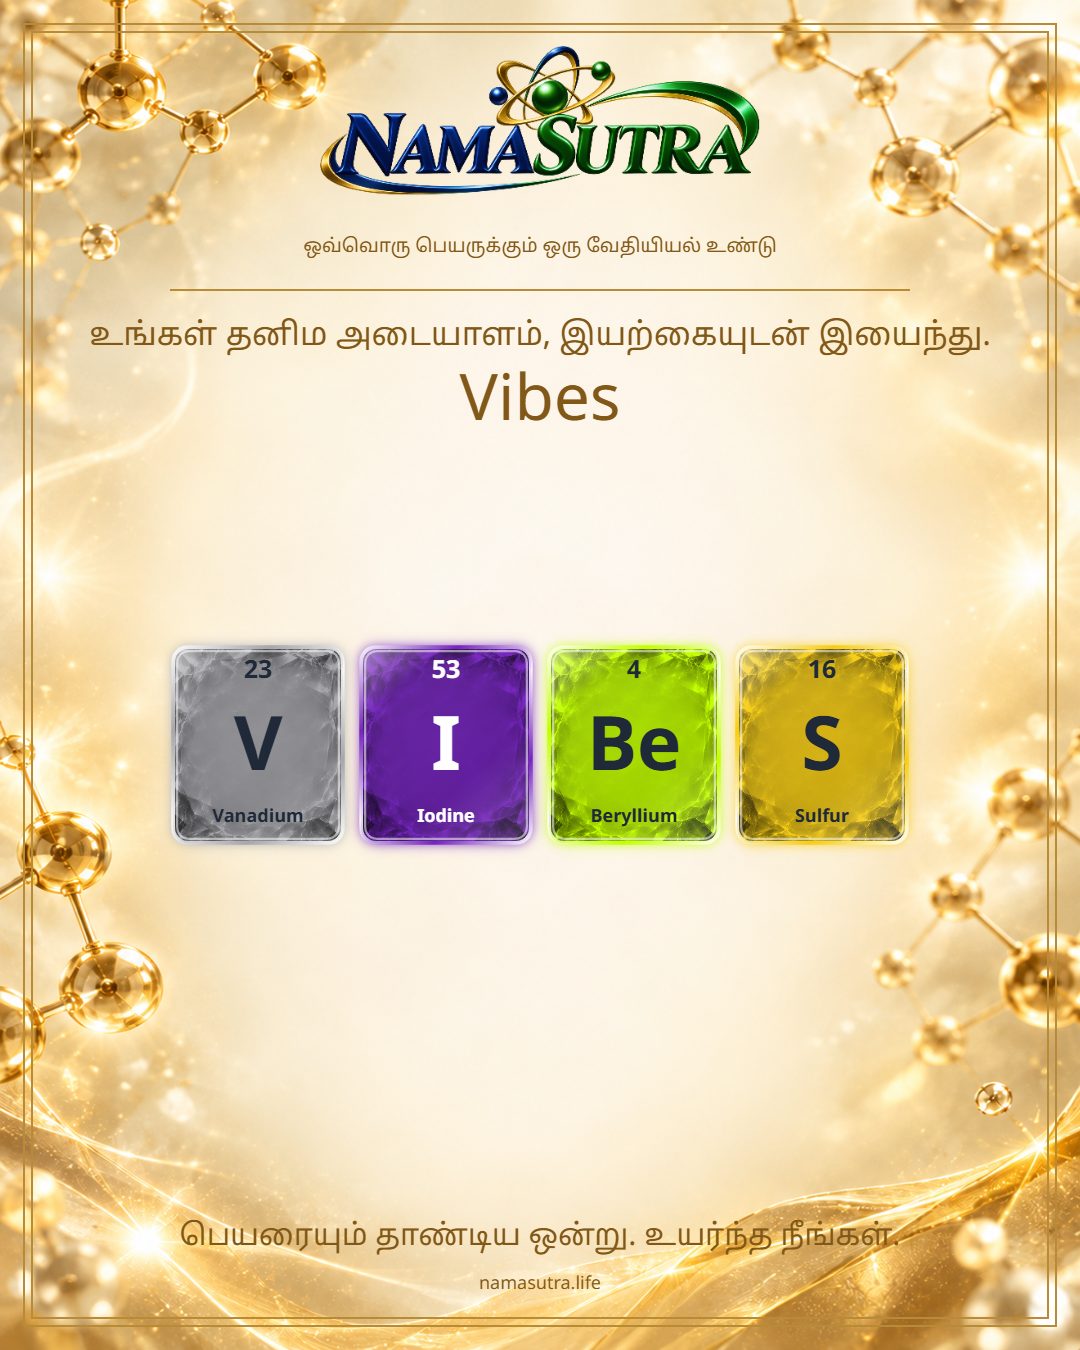 NAMASUTRA
ஒவ்வொரு பெயருக்கும் ஒரு வேதியியல் உண்டு
உங்கள் தனிம அடையாளம், இயற்கையுடன் இயைந்து.
Vibes
23 53 4 16
V I Be S
Vanadium Iodine Beryllium Sulfur
பெயரையும் தாண்டிய ஒன்று. உயர்ந்த நீங்கள்.
namasutra.life